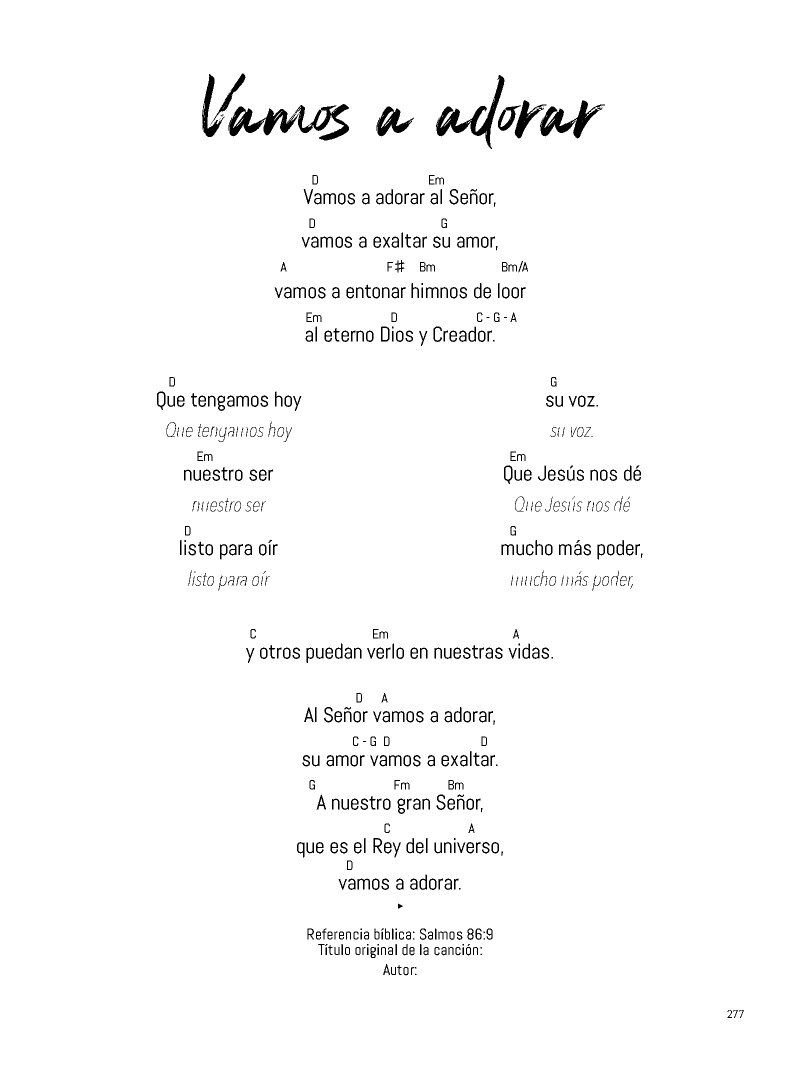 Vamos a adorar
D Em
Vamos a adorar al Señor,
D G
vamos a exaltar su amor,
A F♯ Bm Bm/A
vamos a entonar himnos de loor
Em D C - G - A
al eterno Dios y Creador.
D
Que tengamos hoy
Que tengamos hoy
Em
nuestro ser
nuestro ser
D
listo para oír
listo para oír
G
su voz.
su voz.
Em
Que Jesús nos dé
Que Jesús nos dé
G
mucho más poder,
mucho más poder,
C Em A
y otros puedan verlo en nuestras vidas.
D A
Al Señor vamos a adorar,
C - G D D
su amor vamos a exaltar.
G Fm Bm
A nuestro gran Señor,
C A
que es el Rey del universo,
D
vamos a adorar.
Referencia bíblica: Salmos 86:9
Título original de la canción:
Autor:
277